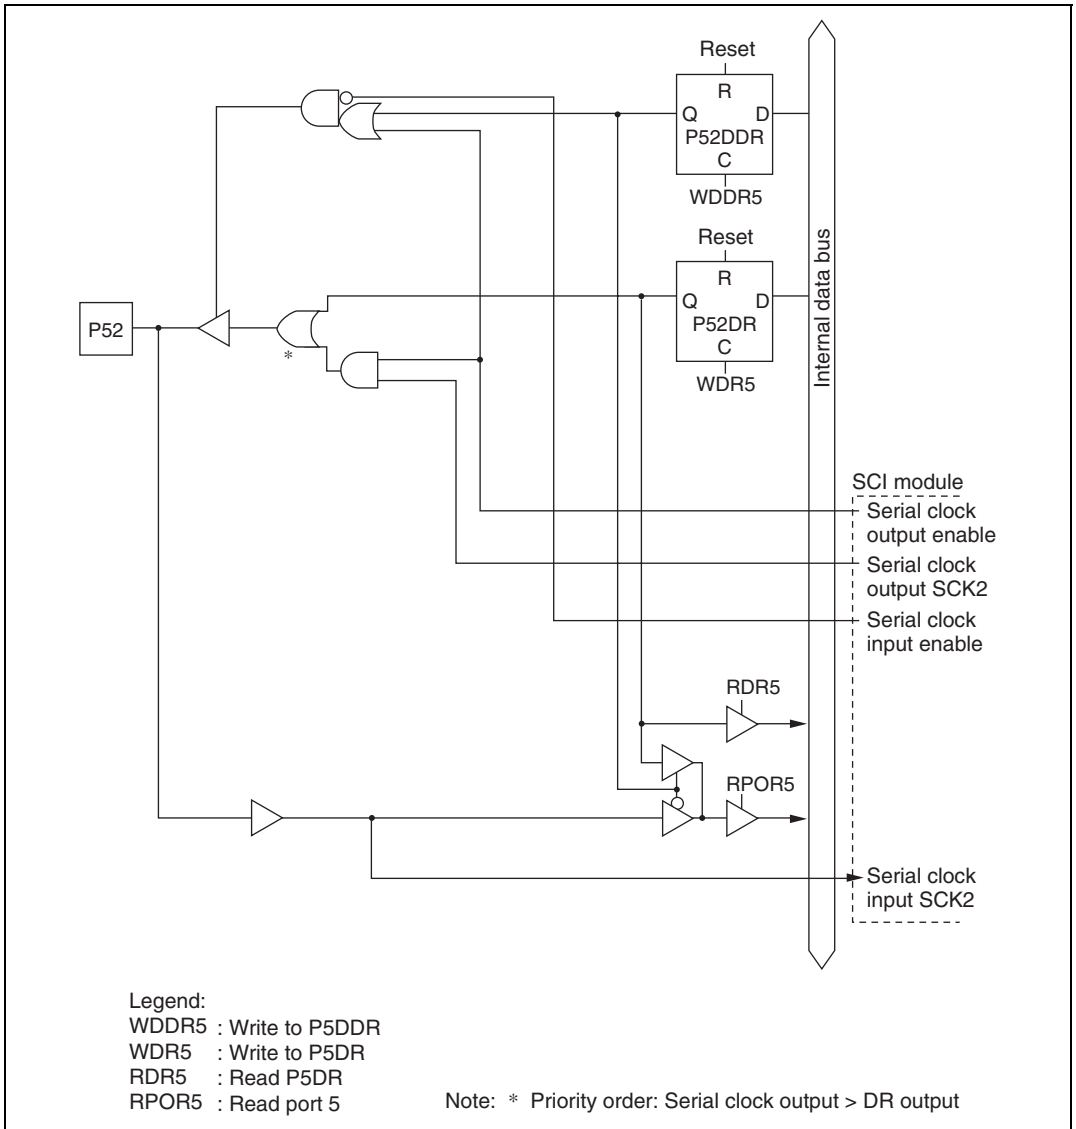 Reset
R
Q D
P52DDR
C
WDDR5
Reset
R
Q D
P52DR
C
WDR5
Internal data bus
P52
*
SCI module
Serial clock
output enable
Serial clock
output SCK2
Serial clock
input enable
RDR5
RPOR5
Serial clock
input SCK2
Legend:
WDDR5 : Write to P5DDR
WDR5 : Write to P5DR
RDR5 : Read P5DR
RPOR5 : Read port 5
Note: * Priority order: Serial clock output > DR output